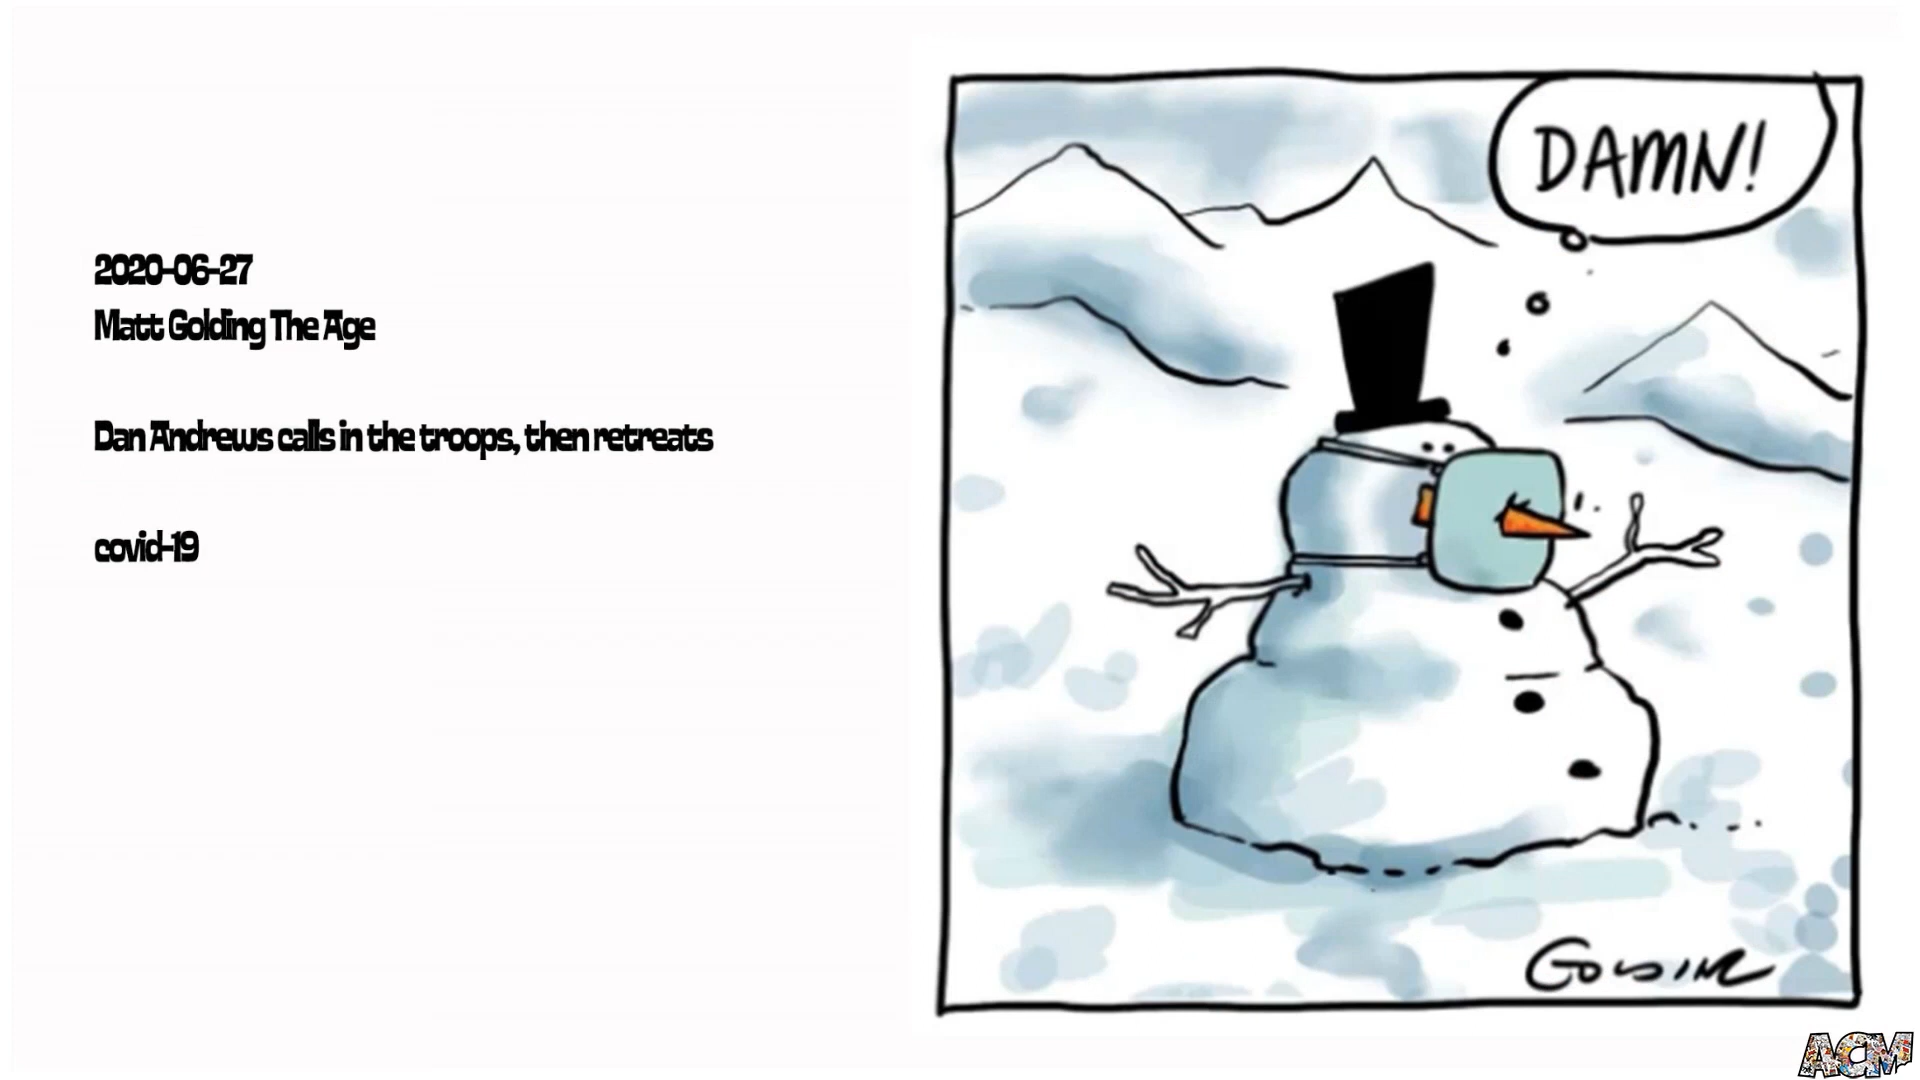 2020-06-27
Matt Golding The Age
Dan Andrews calls in the troops, then retreats
covid-19
DAMN!
GOLDING
ACM